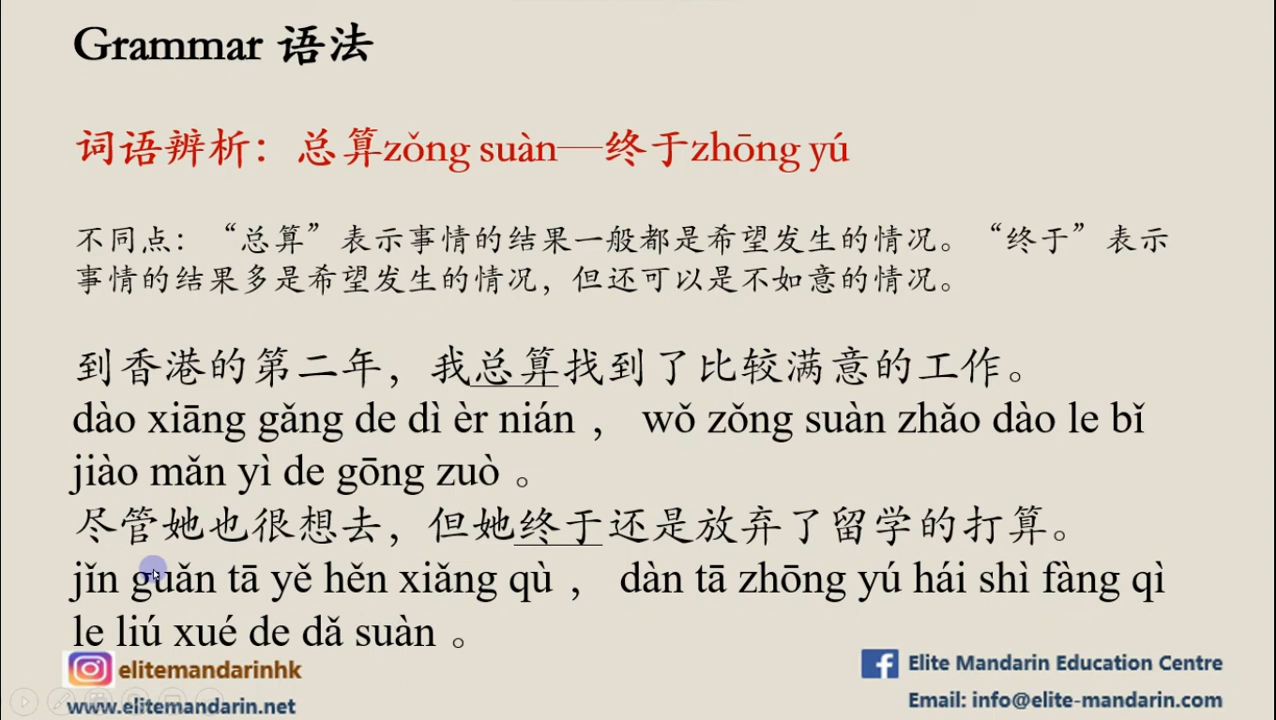 Grammar 语法
词语辨析：总算zǒng suàn—终于zhōng yú
不同点：“总算”表示事情的结果一般都是希望发生的情况。“终于”表示
事情的结果多是希望发生的情况，但还可以是不如意的情况。
到香港的第二年，我总算找到了比较满意的工作。
dào xiāng gǎng de dì èr nián ， wǒ zǒng suàn zhǎo dào le bǐ
jiào mǎn yì de gōng zuò 。
尽管她也很想去，但她终于还是放弃了留学的打算。
jǐn guǎn tā yě hěn xiǎng qù ， dàn tā zhōng yú hái shì fàng qì
le liú xué de dǎ suàn 。
elitemandarinhk
www.elitemandarin.net
Elite Mandarin Education Centre
Email: info@elite-mandarin.com